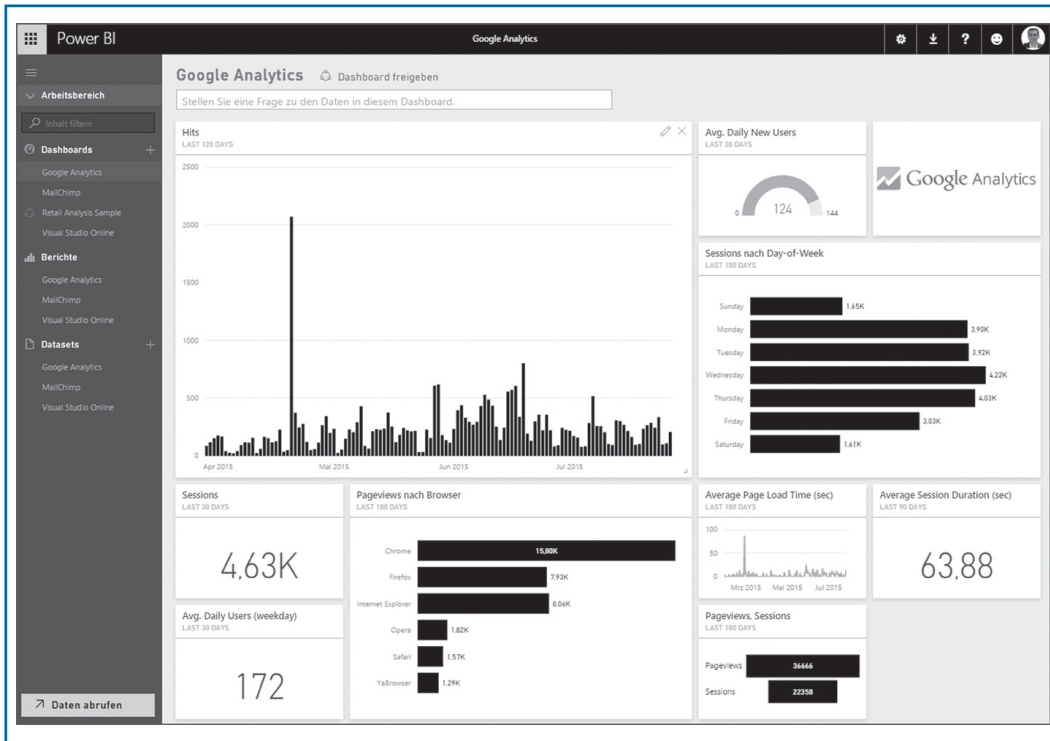 Power BI
Google Analytics
Arbeitsbereich
Inhalt filtern
Dashboards
Google Analytics
MailChimp
Retail Analysis Sample
Visual Studio Online
Berichte
Google Analytics
MailChimp
Visual Studio Online
Datasets
Google Analytics
MailChimp
Visual Studio Online
Daten abrufen
Google Analytics Dashboard freigeben
Stellen Sie eine Frage zu den Daten in diesem Dashboard.
Hits
LAST 120 DAYS
2500
2000
1500
1000
500
0
Apr 2015 Mai 2015 Jun 2015 Jul 2015
Avg. Daily New Users
LAST 30 DAYS
0 124 144
Google Analytics
Sessions nach Day-of-Week
LAST 180 DAYS
Sunday 1,65K
Monday 3,90K
Tuesday 3,92K
Wednesday 4,22K
Thursday 4,03K
Friday 3,03K
Saturday 1,61K
Sessions
LAST 30 DAYS
4,63K
Avg. Daily Users (weekday)
LAST 30 DAYS
172
Pageviews nach Browser
LAST 180 DAYS
Chrome 15,80K
Firefox 7,93K
Internet Explorer 8,06K
Opera 1,82K
Safari 1,57K
YaBrowser 1,29K
Average Page Load Time (sec)
LAST 180 DAYS
100
50
0
Mrz 2015 Mai 2015 Jul 2015
Average Session Duration (sec)
LAST 90 DAYS
63,88
Pageviews, Sessions
LAST 180 DAYS
Pageviews 36666
Sessions 22358